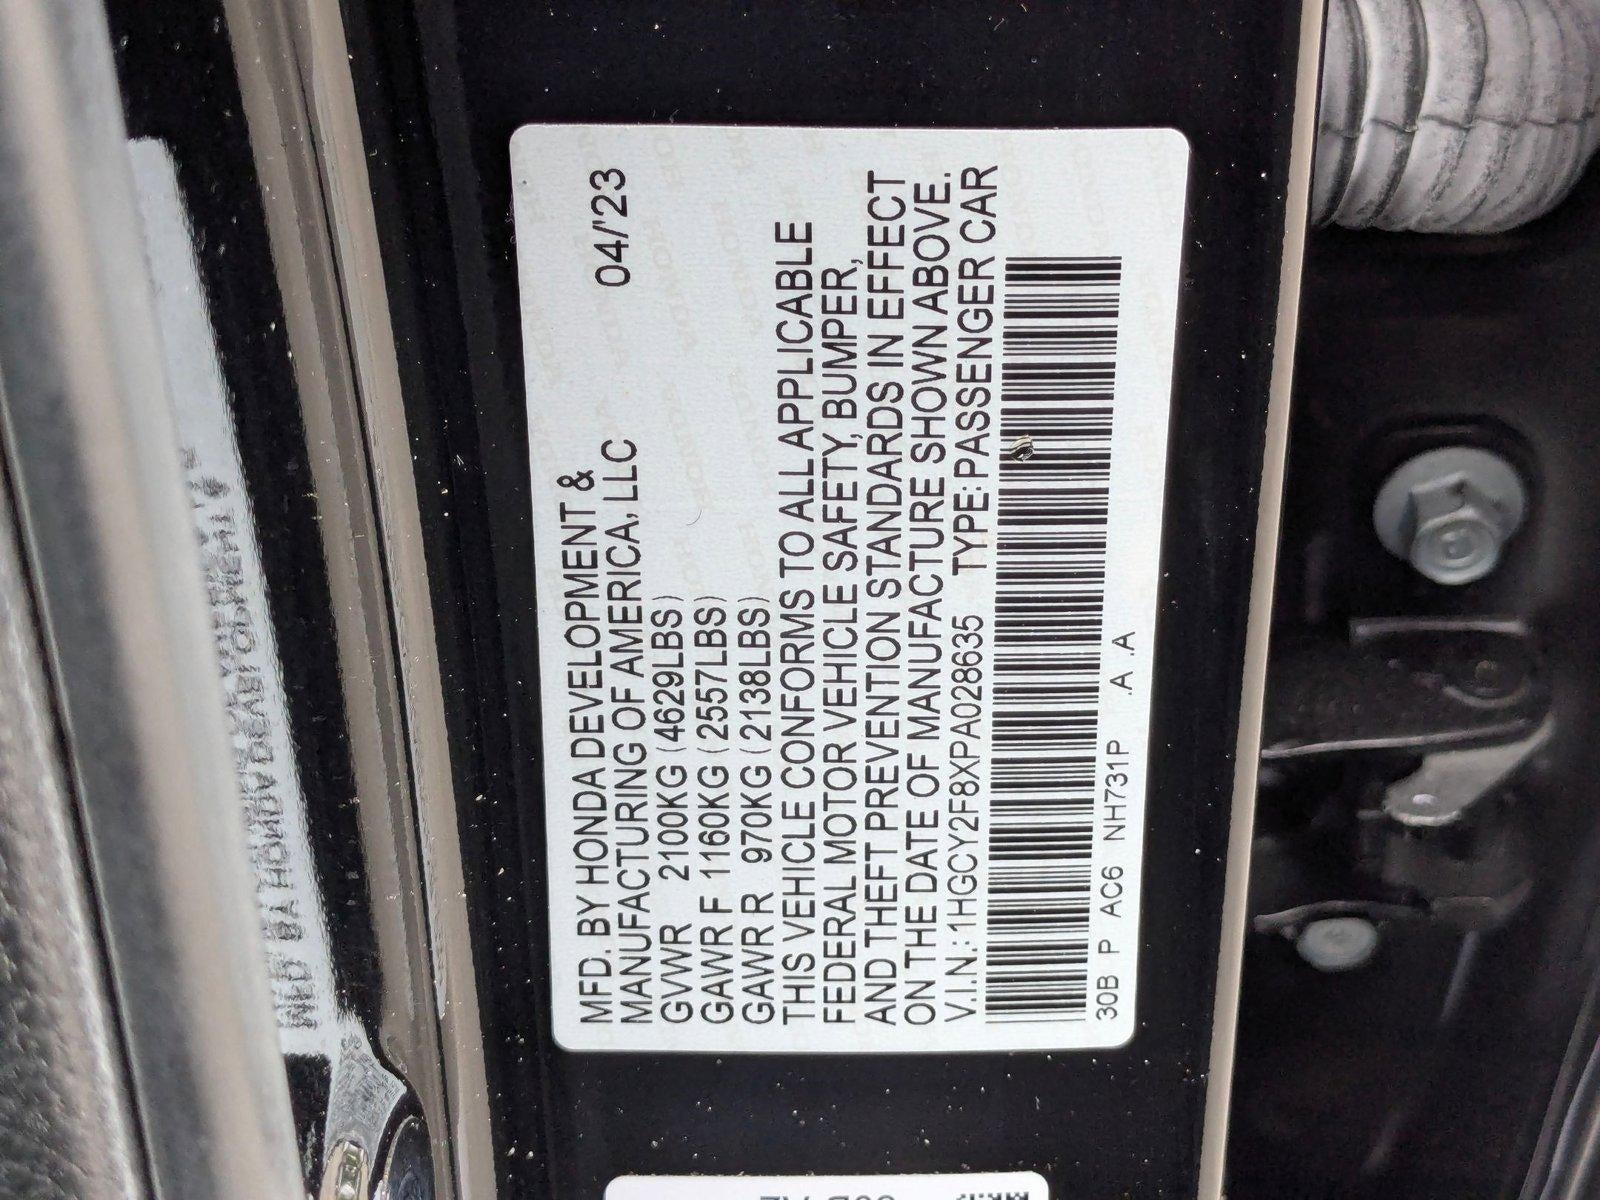 MFD. BY HONDA DEVELOPMENT &
MANUFACTURING OF AMERICA, LLC 04/'23
GVWR 2100KG (4629LBS)
GAWR F 1160KG (2557LBS)
GAWR R 970KG (2138LBS)
THIS VEHICLE CONFORMS TO ALL APPLICABLE
FEDERAL MOTOR VEHICLE SAFETY, BUMPER,
AND THEFT PREVENTION STANDARDS IN EFFECT
ON THE DATE OF MANUFACTURE SHOWN ABOVE.
V.I.N.: 1HGCY2F8XPA028635 TYPE: PASSENGER CAR
30B P AC6 NH731P .A .A